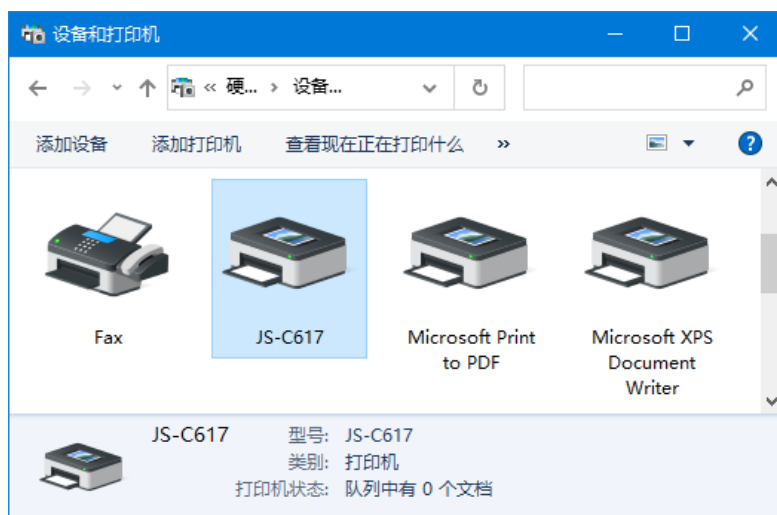 设备和打印机
« 硬... › 设备...
添加设备 添加打印机 查看现在正在打印什么 »
Fax JS-C617 Microsoft Print to PDF Microsoft XPS Document Writer
JS-C617 型号: JS-C617
类别: 打印机
打印机状态: 队列中有 0 个文档